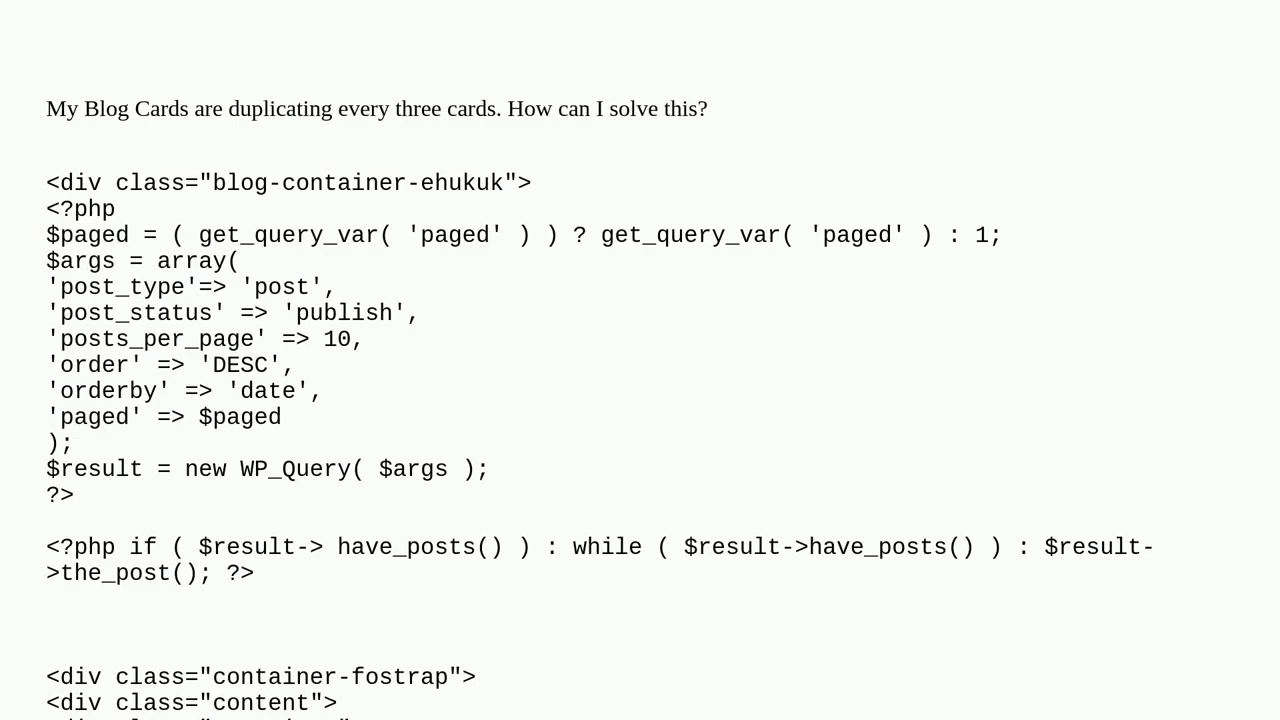 My Blog Cards are duplicating every three cards. How can I solve this?
<div class="blog-container-ehukuk">
<?php
$paged = ( get_query_var( 'paged' ) ) ? get_query_var( 'paged' ) : 1;
$args = array(
'post_type'=> 'post',
'post_status' => 'publish',
'posts_per_page' => 10,
'order' => 'DESC',
'orderby' => 'date',
'paged' => $paged
);
$result = new WP_Query( $args );
?>
<?php if ( $result-> have_posts() ) : while ( $result->have_posts() ) : $result-
>the_post(); ?>
<div class="container-fostrap">
<div class="content">